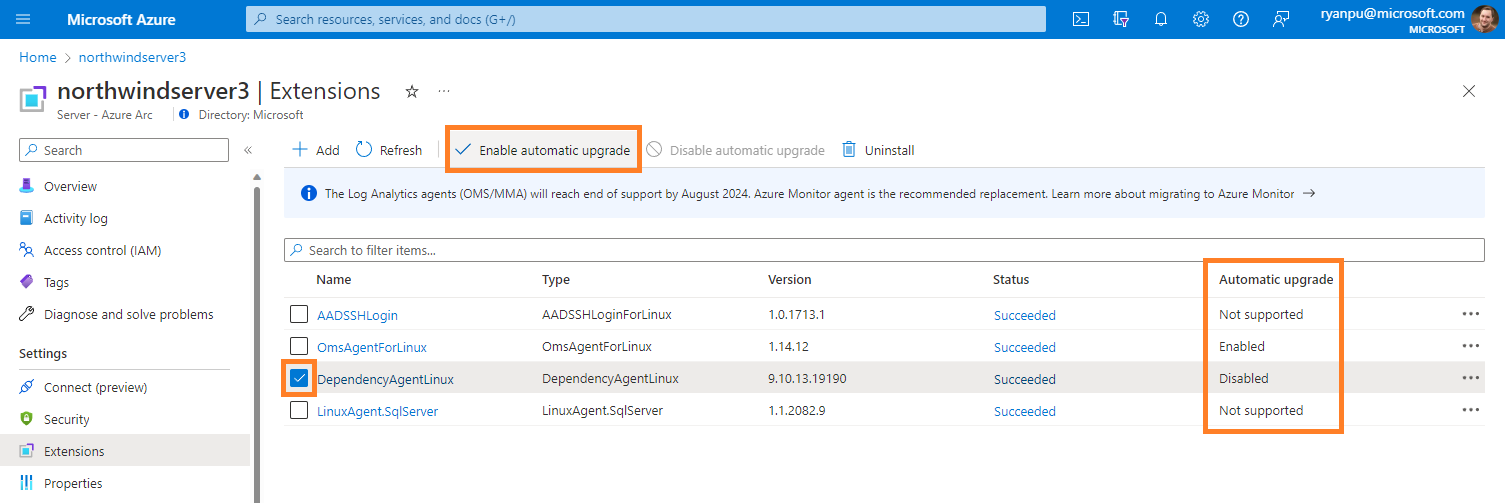 Microsoft Azure
Search resources, services, and docs (G+/)
ryanpu@microsoft.com
MICROSOFT
Home > northwindserver3
northwindserver3 | Extensions
Server - Azure Arc
Directory: Microsoft
Search
Add
Refresh
Enable automatic upgrade
Disable automatic upgrade
Uninstall
Overview
Activity log
Access control (IAM)
Tags
Diagnose and solve problems
Settings
Connect (preview)
Security
Extensions
Properties
The Log Analytics agents (OMS/MMA) will reach end of support by August 2024. Azure Monitor agent is the recommended replacement. Learn more about migrating to Azure Monitor →
Search to filter items...
Name Type Version Status Automatic upgrade
AADSSHLogin AADSSHLoginForLinux 1.0.1713.1 Succeeded Not supported
OmsAgentForLinux OmsAgentForLinux 1.14.12 Succeeded Enabled
DependencyAgentLinux DependencyAgentLinux 9.10.13.19190 Succeeded Disabled
LinuxAgent.SqlServer LinuxAgent.SqlServer 1.1.2082.9 Succeeded Not supported